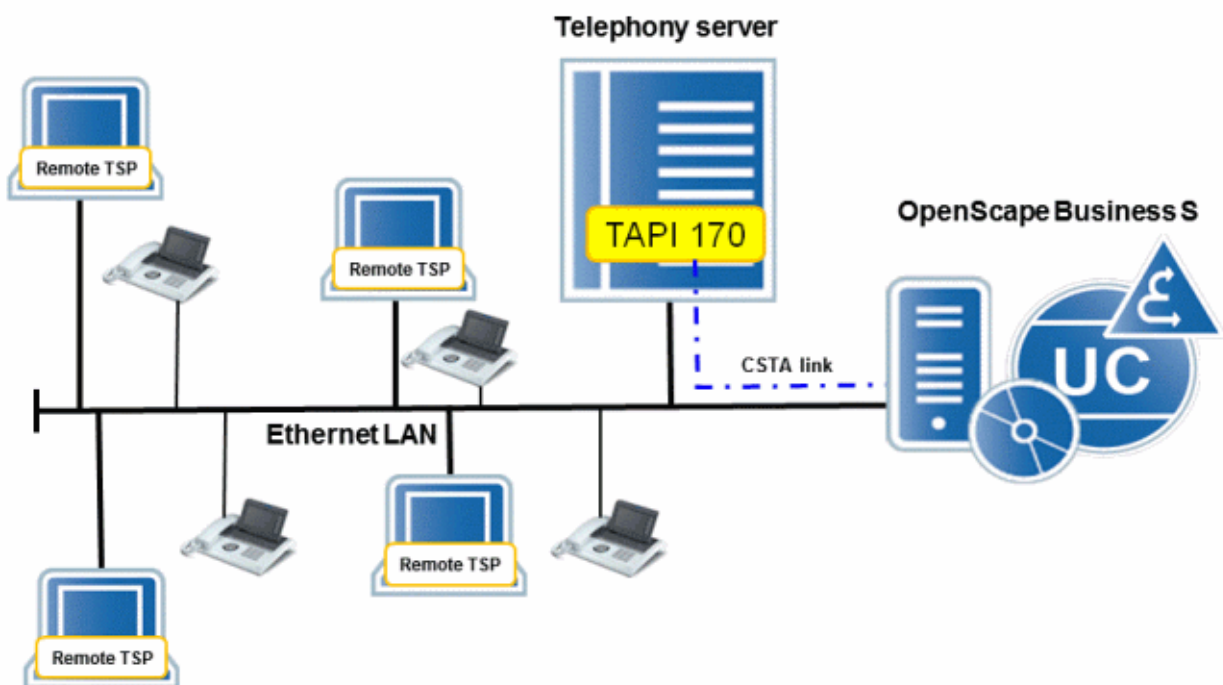 Telephony server
Remote TSP
TAPI 170
OpenScape Business S
Remote TSP
UC
CSTA link
Ethernet LAN
Remote TSP
Remote TSP